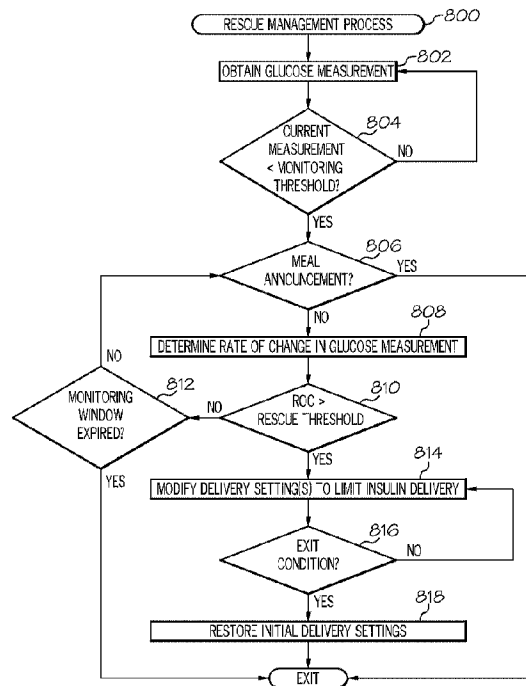 RESCUE MANAGEMENT PROCESS
800
OBTAIN GLUCOSE MEASUREMENT
802
CURRENT
MEASUREMENT
< MONITORING
THRESHOLD?
804
NO
YES
MEAL
ANNOUNCEMENT?
806
YES
NO
808
DETERMINE RATE OF CHANGE IN GLUCOSE MEASUREMENT
NO
812
MONITORING
WINDOW
EXPIRED?
NO
YES
ROC >
RESCUE THRESHOLD
810
YES
814
MODIFY DELIVERY SETTING(S) TO LIMIT INSULIN DELIVERY
816
EXIT
CONDITION?
NO
YES
818
RESTORE INITIAL DELIVERY SETTINGS
EXIT